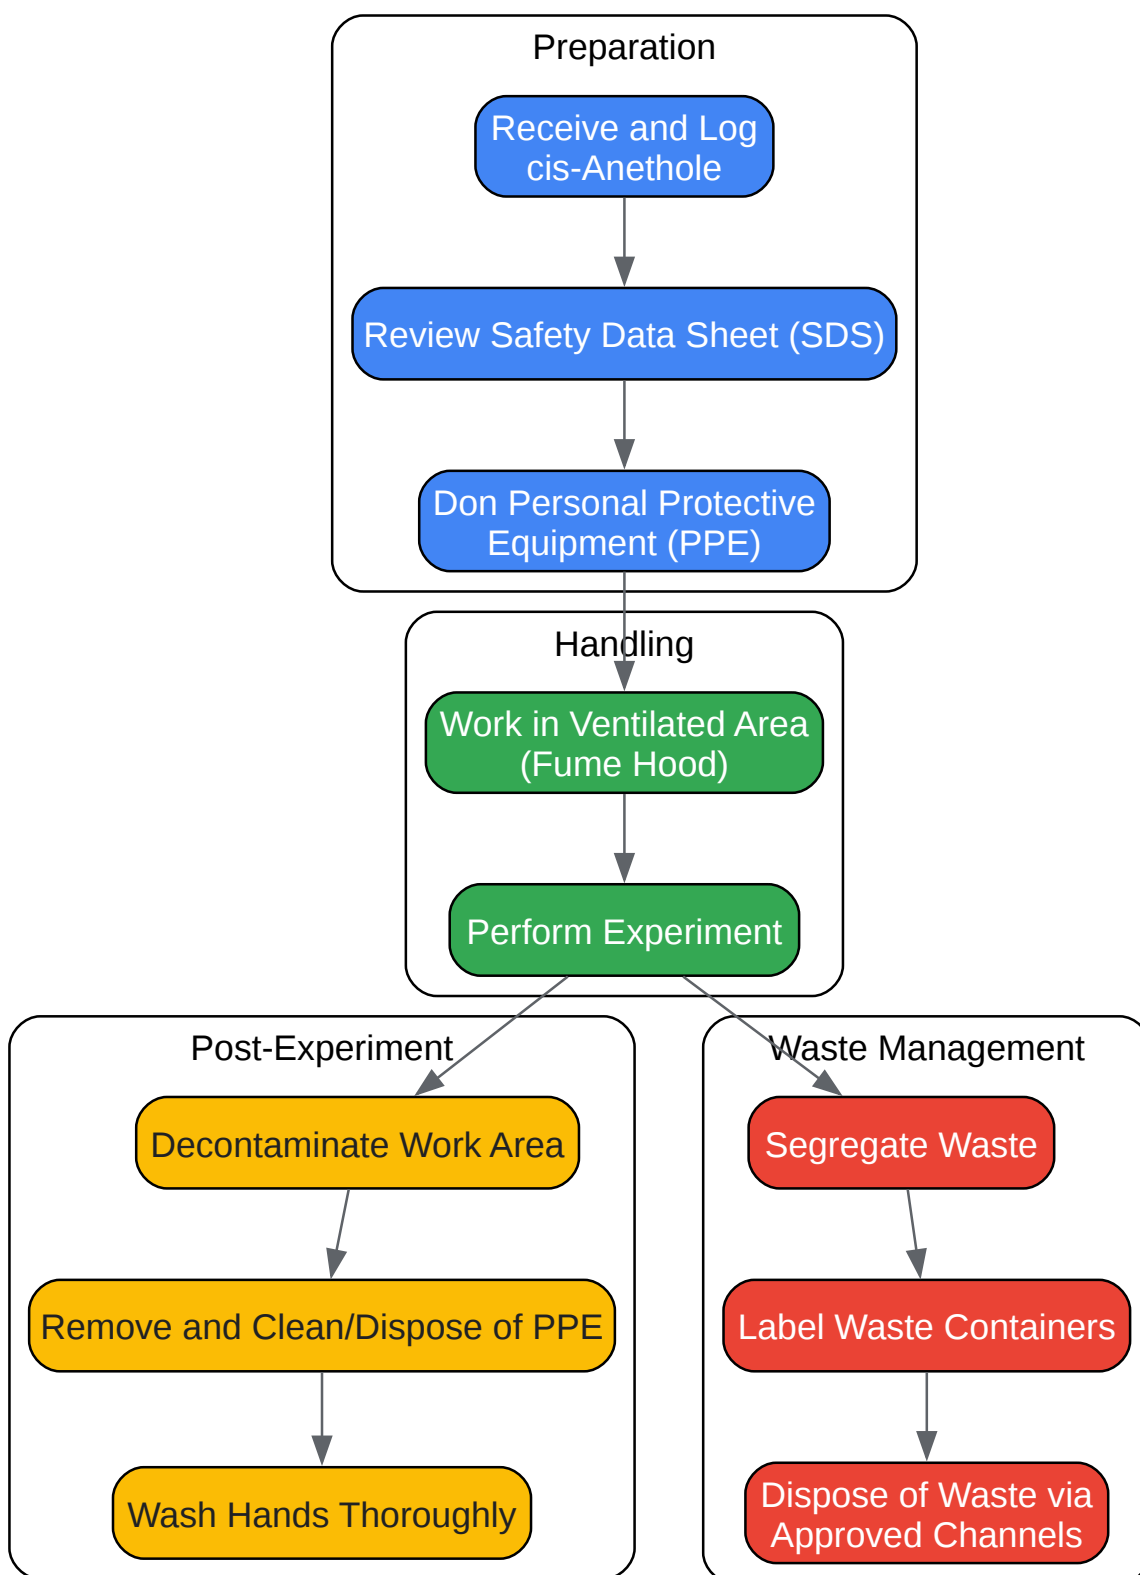 Preparation
Receive and Log
cis-Anethole
Review Safety Data Sheet (SDS)
Don Personal Protective
Equipment (PPE)
Handling
Work in Ventilated Area
(Fume Hood)
Perform Experiment
Post-Experiment
Decontaminate Work Area
Remove and Clean/Dispose of PPE
Wash Hands Thoroughly
Waste Management
Segregate Waste
Label Waste Containers
Dispose of Waste via
Approved Channels